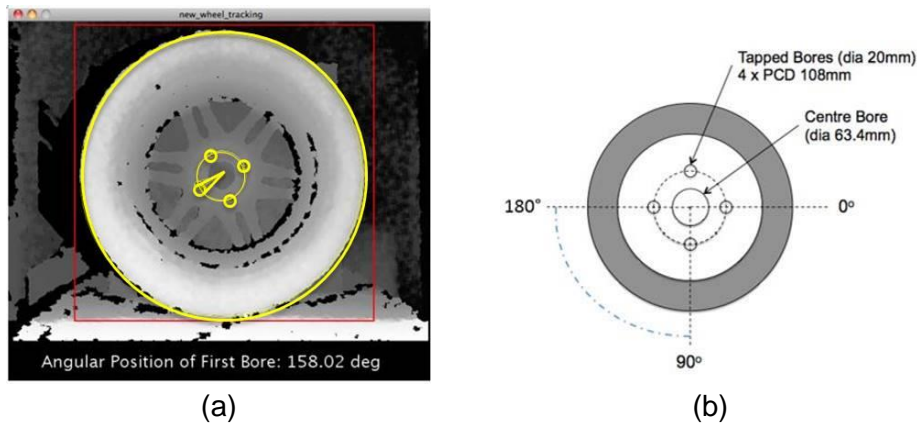 new_wheel_tracking
Angular Position of First Bore: 158.02 deg
(a)
Tapped Bores (dia 20mm)
4 x PCD 108mm
Centre Bore
(dia 63.4mm)
180°
0°
90°
(b)